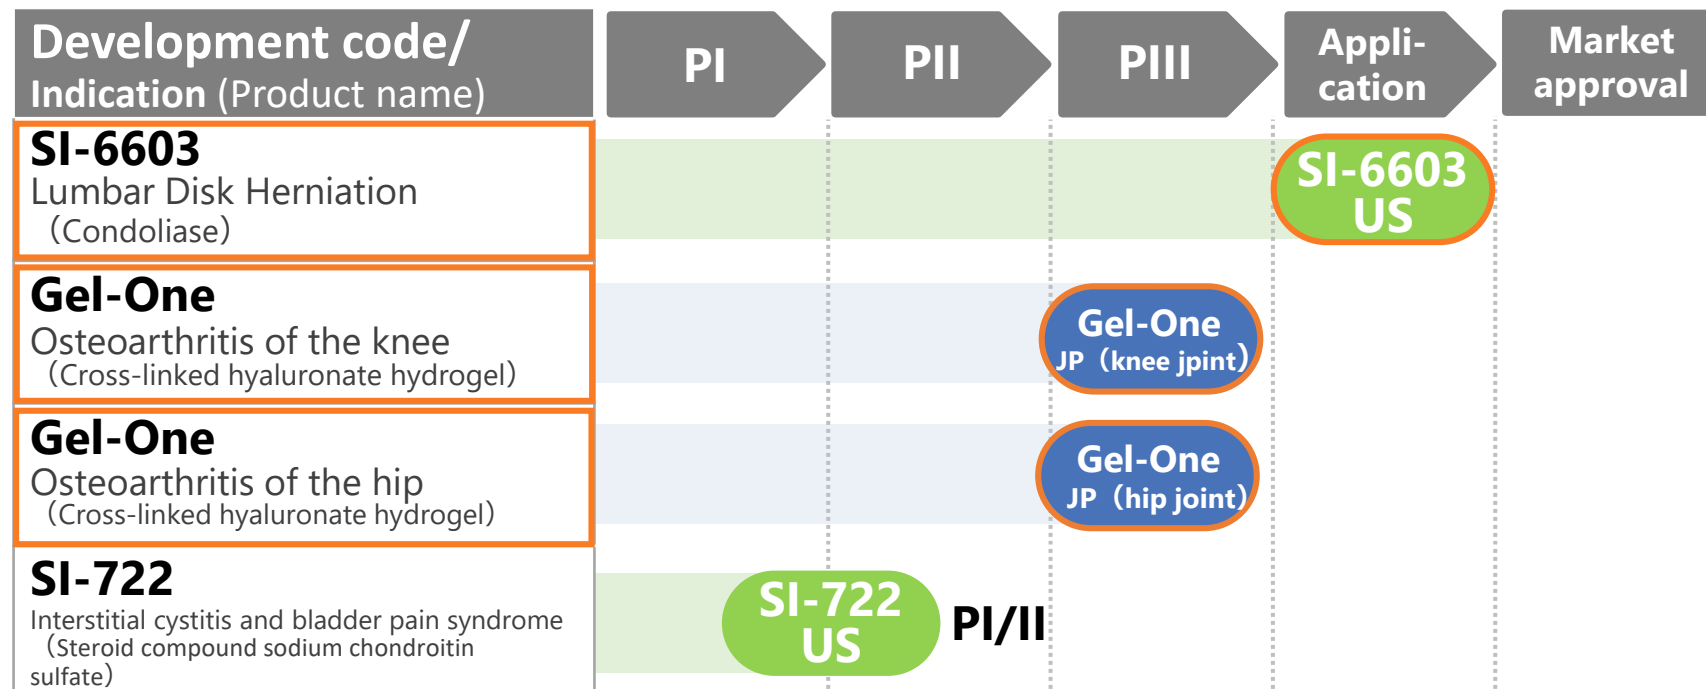 Development code/
Indication (Product name)
PI
PII
PIII
Appli-
cation
Market
approval
SI-6603
Lumbar Disk Herniation
（Condoliase）
SI-6603
US
Gel-One
Osteoarthritis of the knee
（Cross-linked hyaluronate hydrogel）
Gel-One
JP（knee jpint）
Gel-One
Osteoarthritis of the hip
（Cross-linked hyaluronate hydrogel）
Gel-One
JP（hip joint）
SI-722
Interstitial cystitis and bladder pain syndrome
（Steroid compound sodium chondroitin
sulfate）
SI-722
US
PI/II